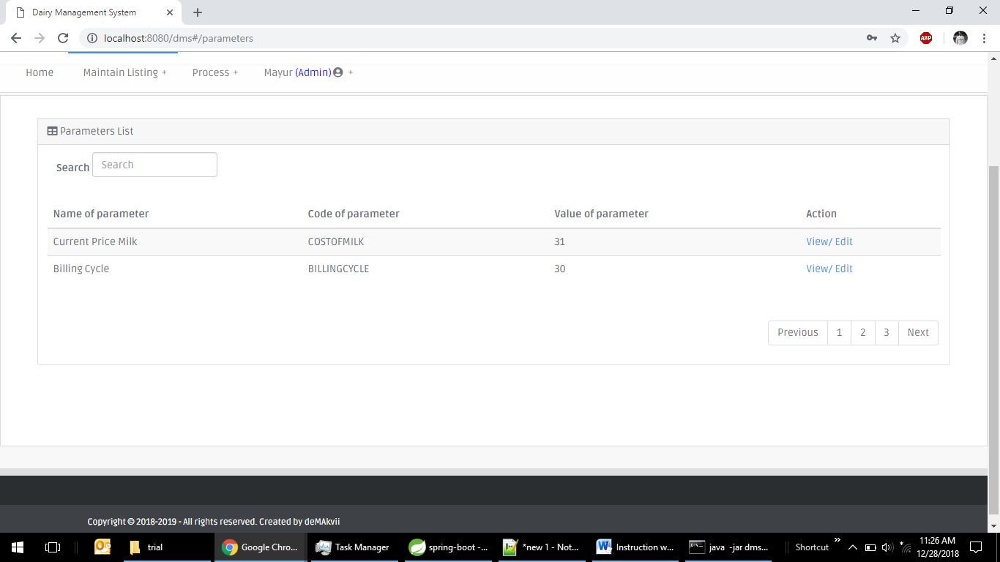 Dairy Management System
localhost:8080/dms#/parameters
ABP
Home Maintain Listing + Process + Mayur (Admin) +
Parameters List
Search Search
Name of parameter Code of parameter Value of parameter Action
Current Price Milk COSTOFMILK 31 View/ Edit
Billing Cycle BILLINGCYCLE 30 View/ Edit
Previous 1 2 3 Next
Copyright © 2018-2019 - All rights reserved. Created by deMAkvii
trial Google Chro... Task Manager spring-boot -... *new 1 - Not... Instruction w... java -jar dms... Shortcut » 11:26 AM
12/28/2018